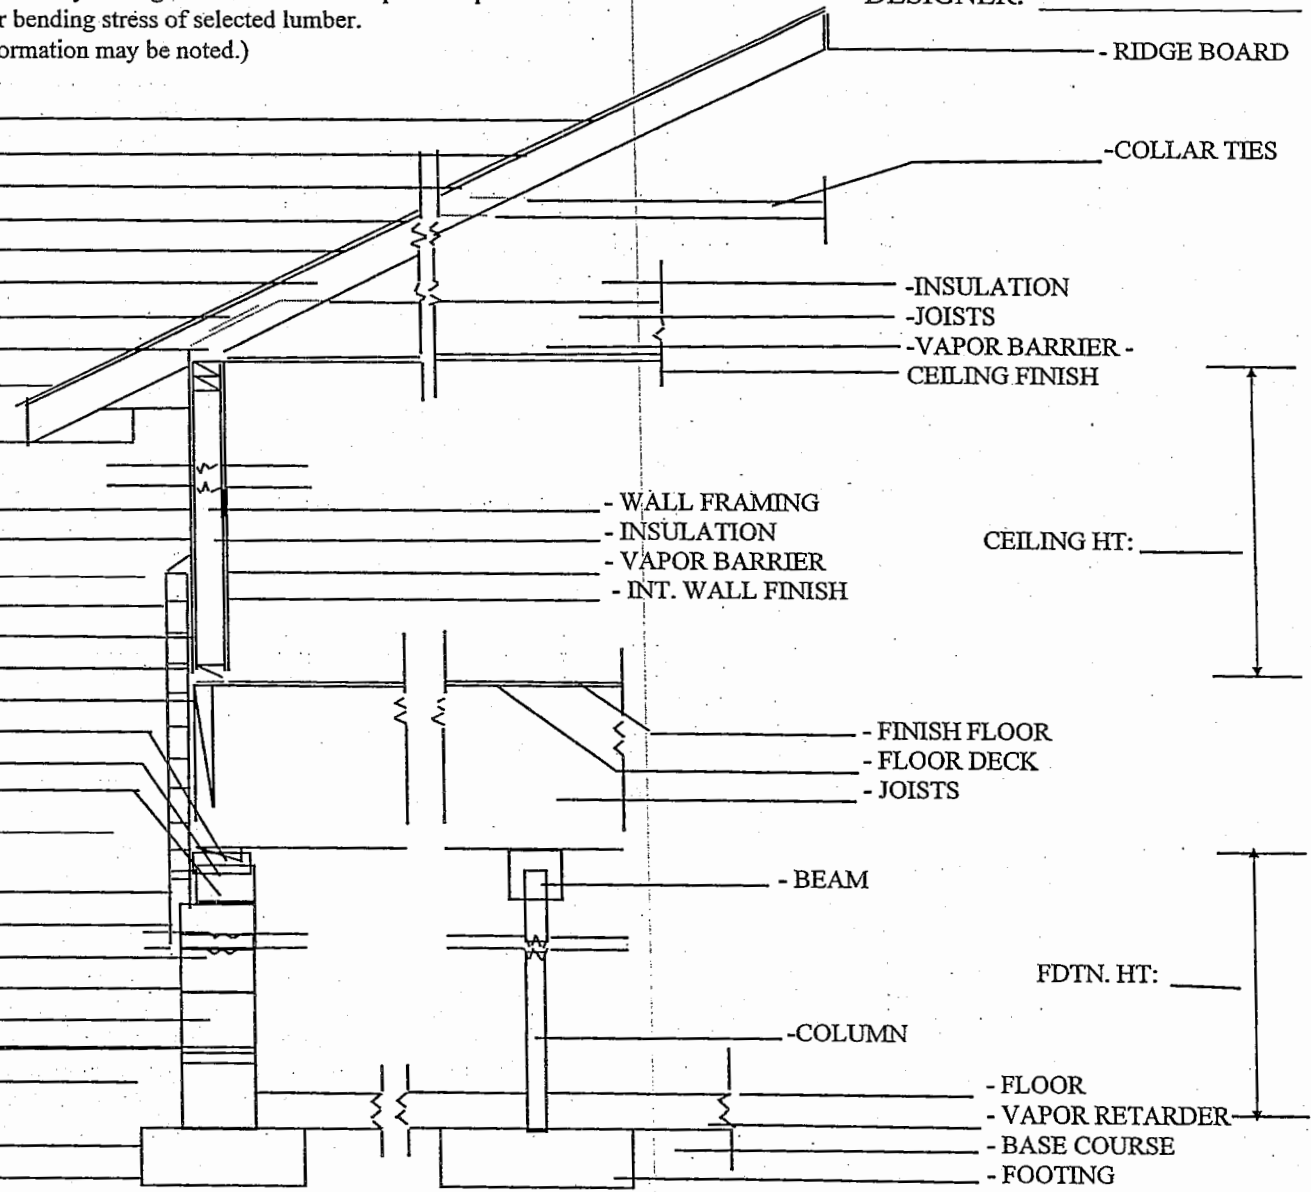 DESIGNER:
bending stress of selected lumber.
ormation may be noted.)
- RIDGE BOARD
-COLLAR TIES
-INSULATION
-JOISTS
-VAPOR BARRIER -
CEILING FINISH
- WALL FRAMING
- INSULATION
- VAPOR BARRIER
- INT. WALL FINISH
CEILING HT:
- FINISH FLOOR
- FLOOR DECK
- JOISTS
- BEAM
FDTN. HT:
-COLUMN
- FLOOR
- VAPOR RETARDER
- BASE COURSE
- FOOTING